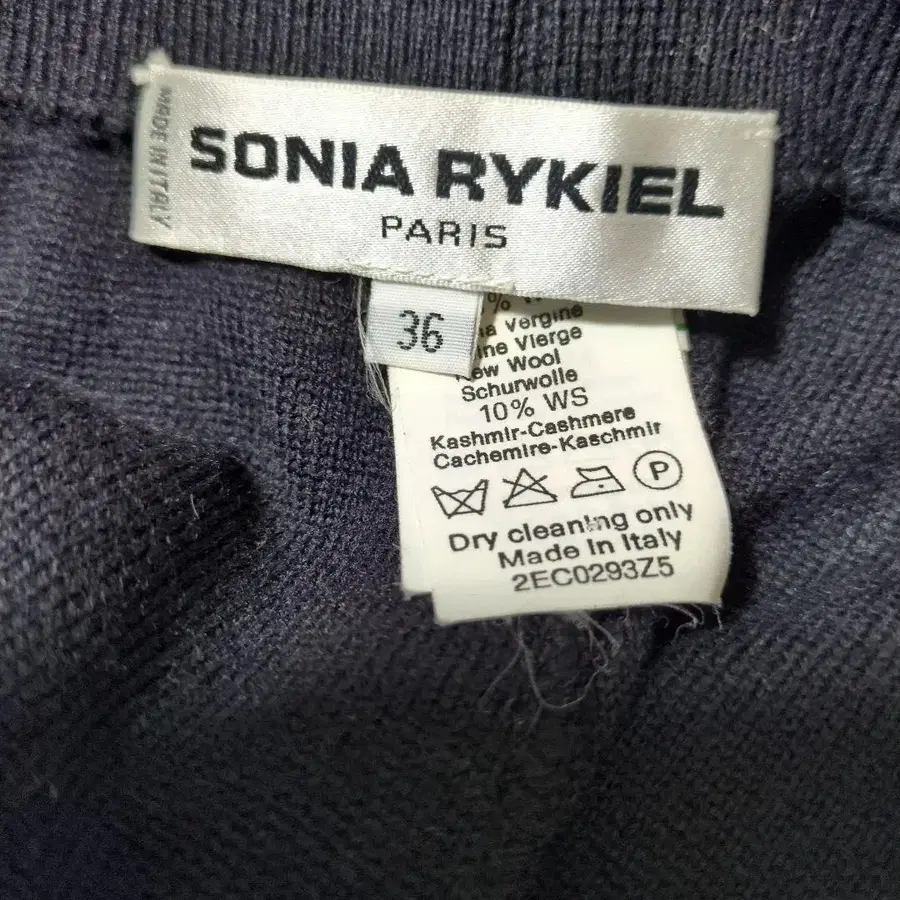 MADE IN ITALY
SONIA RYKIEL
PARIS
36
%
Vergine
Vierge
Wool
Schurwolle
10% WS
Kashmir-Cashmere
Cachemire-Kaschmir
P
Dry cleaning only
Made in Italy
2EC0293Z5